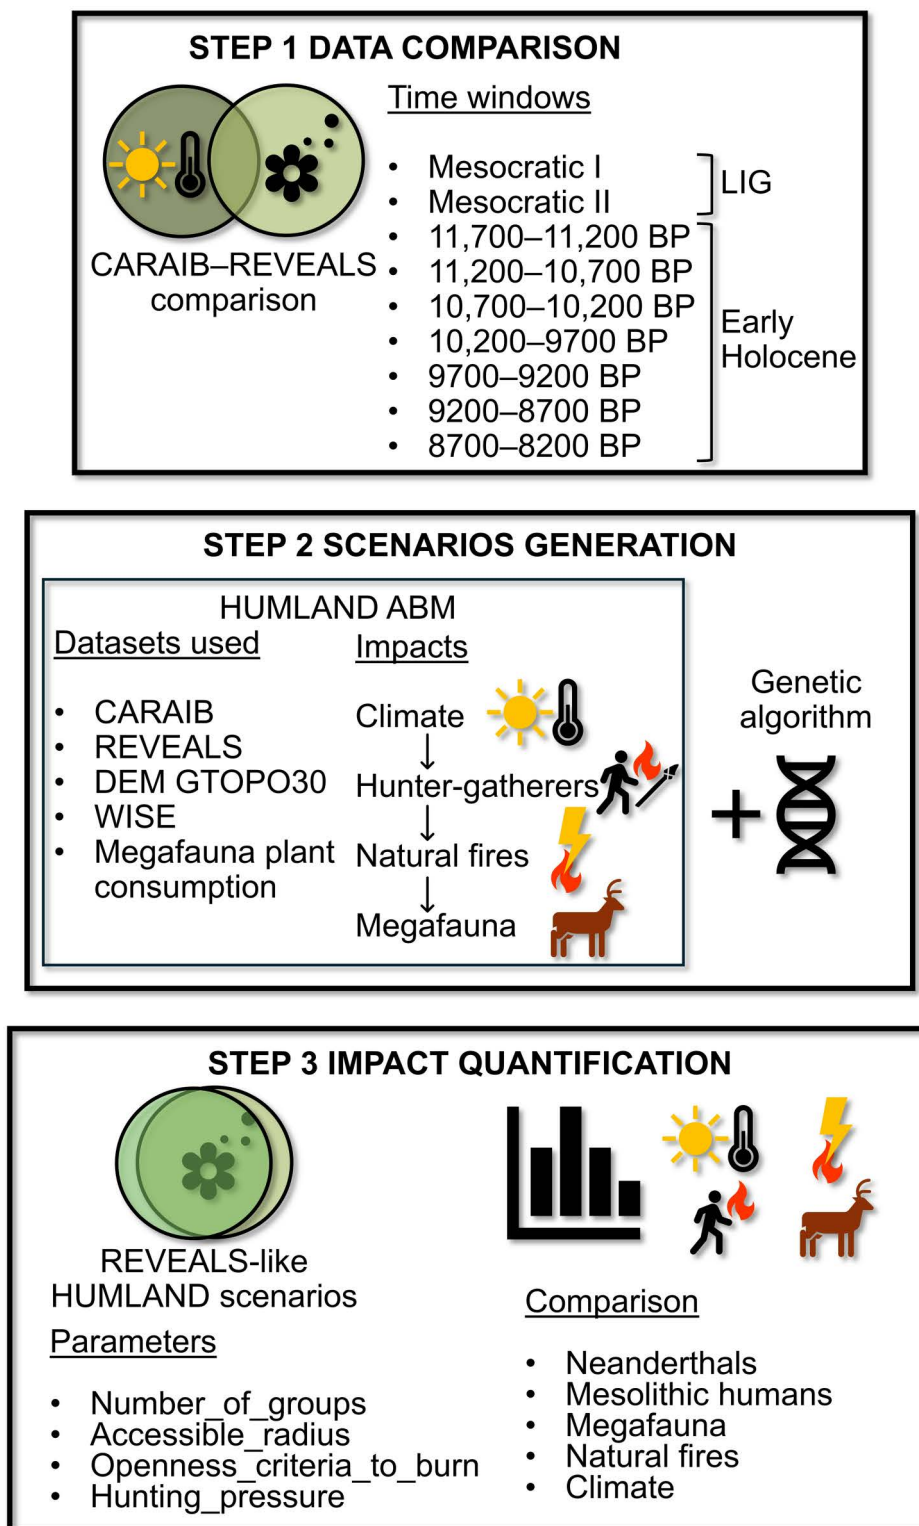 STEP 1 DATA COMPARISON
CARAIB–REVEALS
comparison
Time windows
• Mesocratic I
• Mesocratic II
LIG
• 11,700–11,200 BP
• 11,200–10,700 BP
• 10,700–10,200 BP
• 10,200–9700 BP
• 9700–9200 BP
• 9200–8700 BP
• 8700–8200 BP
Early
Holocene
STEP 2 SCENARIOS GENERATION
HUMLAND ABM
Datasets used
• CARAIB
• REVEALS
• DEM GTOPO30
• WISE
• Megafauna plant
consumption
Impacts
Climate
Hunter-gatherers
Natural fires
Megafauna
Genetic
algorithm
+
STEP 3 IMPACT QUANTIFICATION
REVEALS-like
HUMLAND scenarios
Parameters
• Number_of_groups
• Accessible_radius
• Openness_criteria_to_burn
• Hunting_pressure
Comparison
• Neanderthals
• Mesolithic humans
• Megafauna
• Natural fires
• Climate